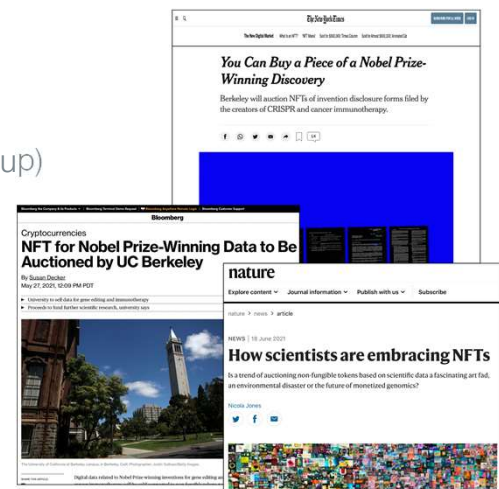 The New York Times
You Can Buy a Piece of a Nobel Prize-
Winning Discovery
Berkeley will auction NFTs of invention disclosure forms filed by
the creators of CRISPR and cancer immunotherapy.
up)
Bloomberg
Cryptocurrencies
NFT for Nobel Prize-Winning Data to Be
Auctioned by UC Berkeley
By Susan Decker
May 27, 2021, 12:09 PM PDT
University to sell data for gene editing and immunotherapy
Proceeds to fund further scientific research, university says
nature
Explore content Journal information Publish with us Subscribe
nature > news > article
NEWS | 18 June 2021
How scientists are embracing NFTs
Is a trend of auctioning non-fungible tokens based on scientific data a fascinating art fad,
an environmental disaster or the future of monetized genomics?
Nicola Jones